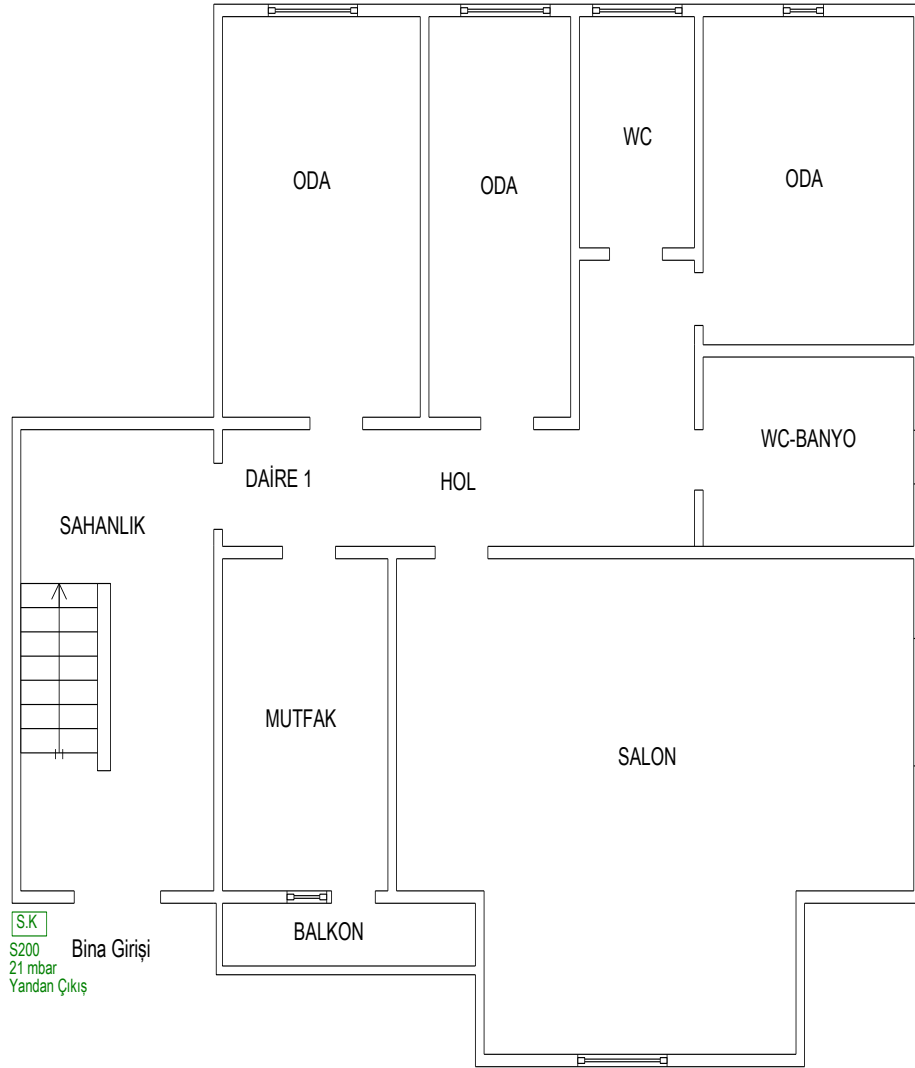 WC
ODA
ODA
ODA
WC-BANYO
DAİRE 1
HOL
SAHANLIK
MUTFAK
SALON
S.K
S200
21 mbar
Yandan Çıkış
Bina Girişi
BALKON